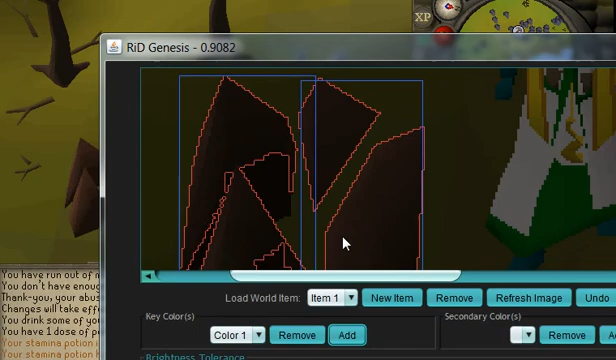 XP
RiD Genesis - 0.9082
Load World Item: Item 1 New Item Remove Refresh Image Undo
Key Color(s)
Secondary Color(s)
Color 1 Remove Add
Remove
Brightness Tolerance
You have run out of
You don't have enou
Thank-you, your abus
Changes will take eff
You drink some of yo
You have 1 dose of
Your stamina potion
Your stamina potion